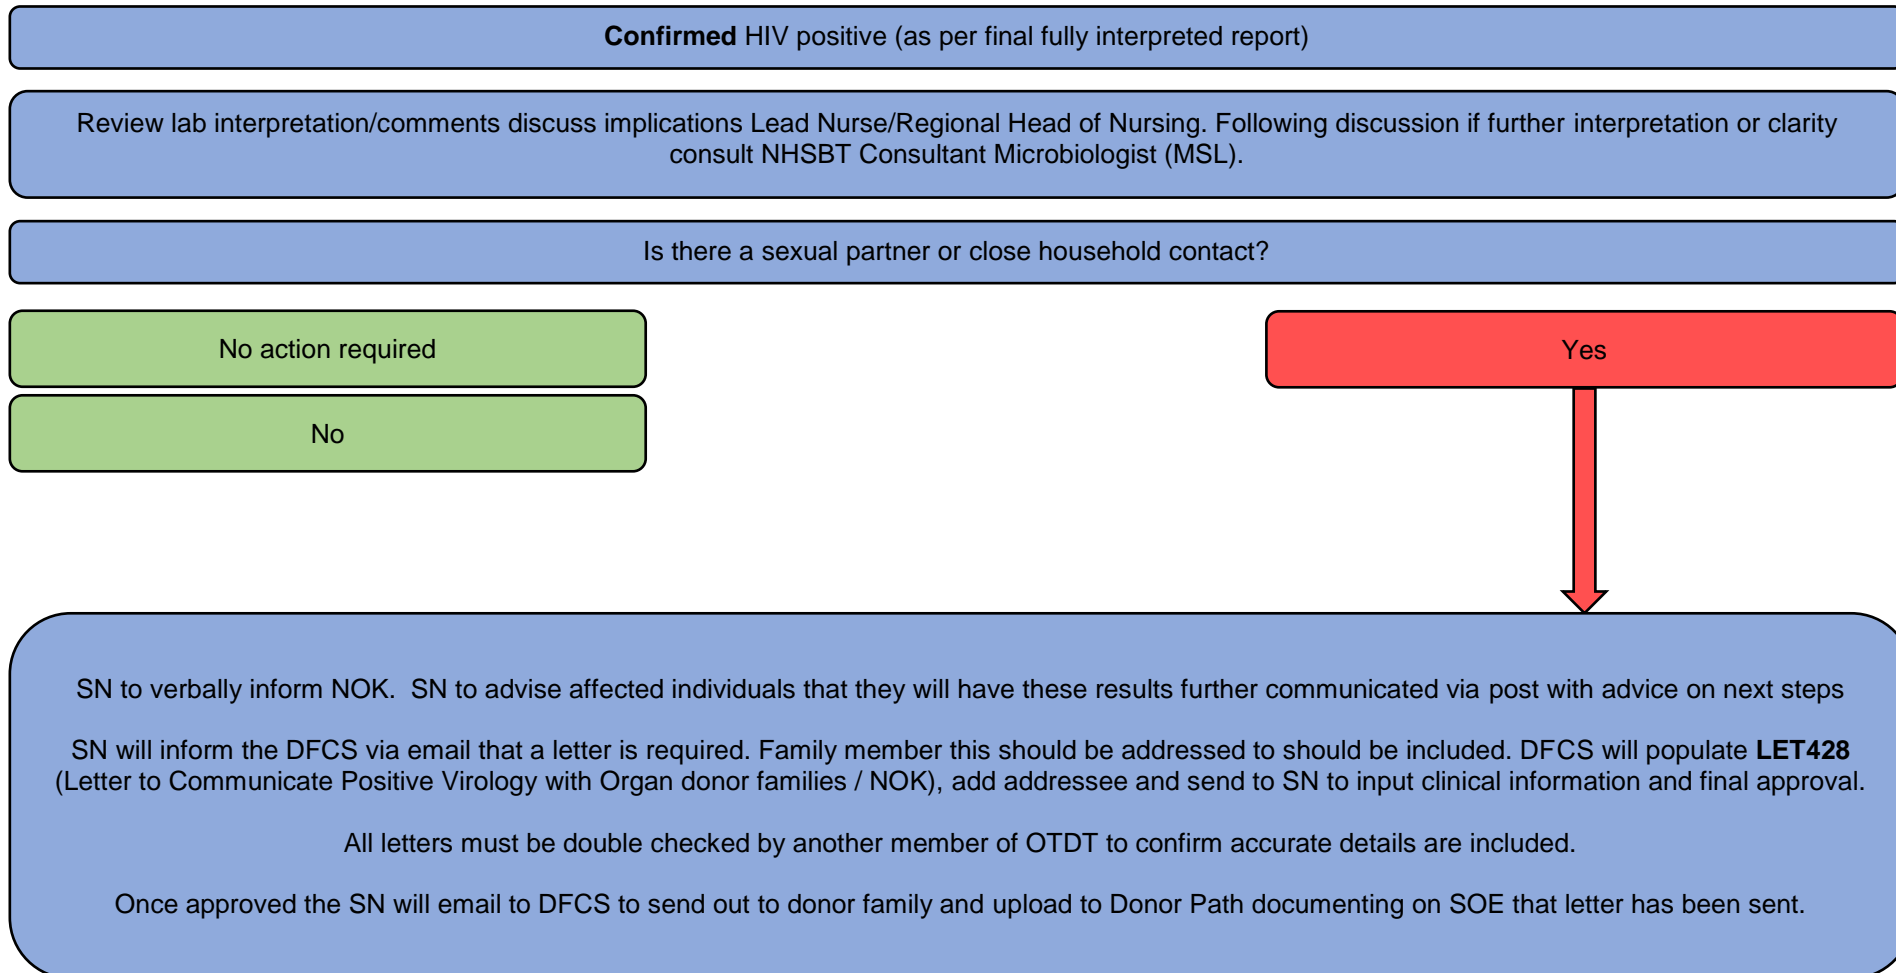 Confirmed HIV positive (as per final fully interpreted report)
Review lab interpretation/comments discuss implications Lead Nurse/Regional Head of Nursing. Following discussion if further interpretation or clarity
consult NHSBT Consultant Microbiologist (MSL).
Is there a sexual partner or close household contact?
No action required
Yes
No
SN to verbally inform NOK.  SN to advise affected individuals that they will have these results further communicated via post with advice on next steps
SN will inform the DFCS via email that a letter is required. Family member this should be addressed to should be included. DFCS will populate LET428
(Letter to Communicate Positive Virology with Organ donor families / NOK), add addressee and send to SN to input clinical information and final approval.
All letters must be double checked by another member of OTDT to confirm accurate details are included.
Once approved the SN will email to DFCS to send out to donor family and upload to Donor Path documenting on SOE that letter has been sent.